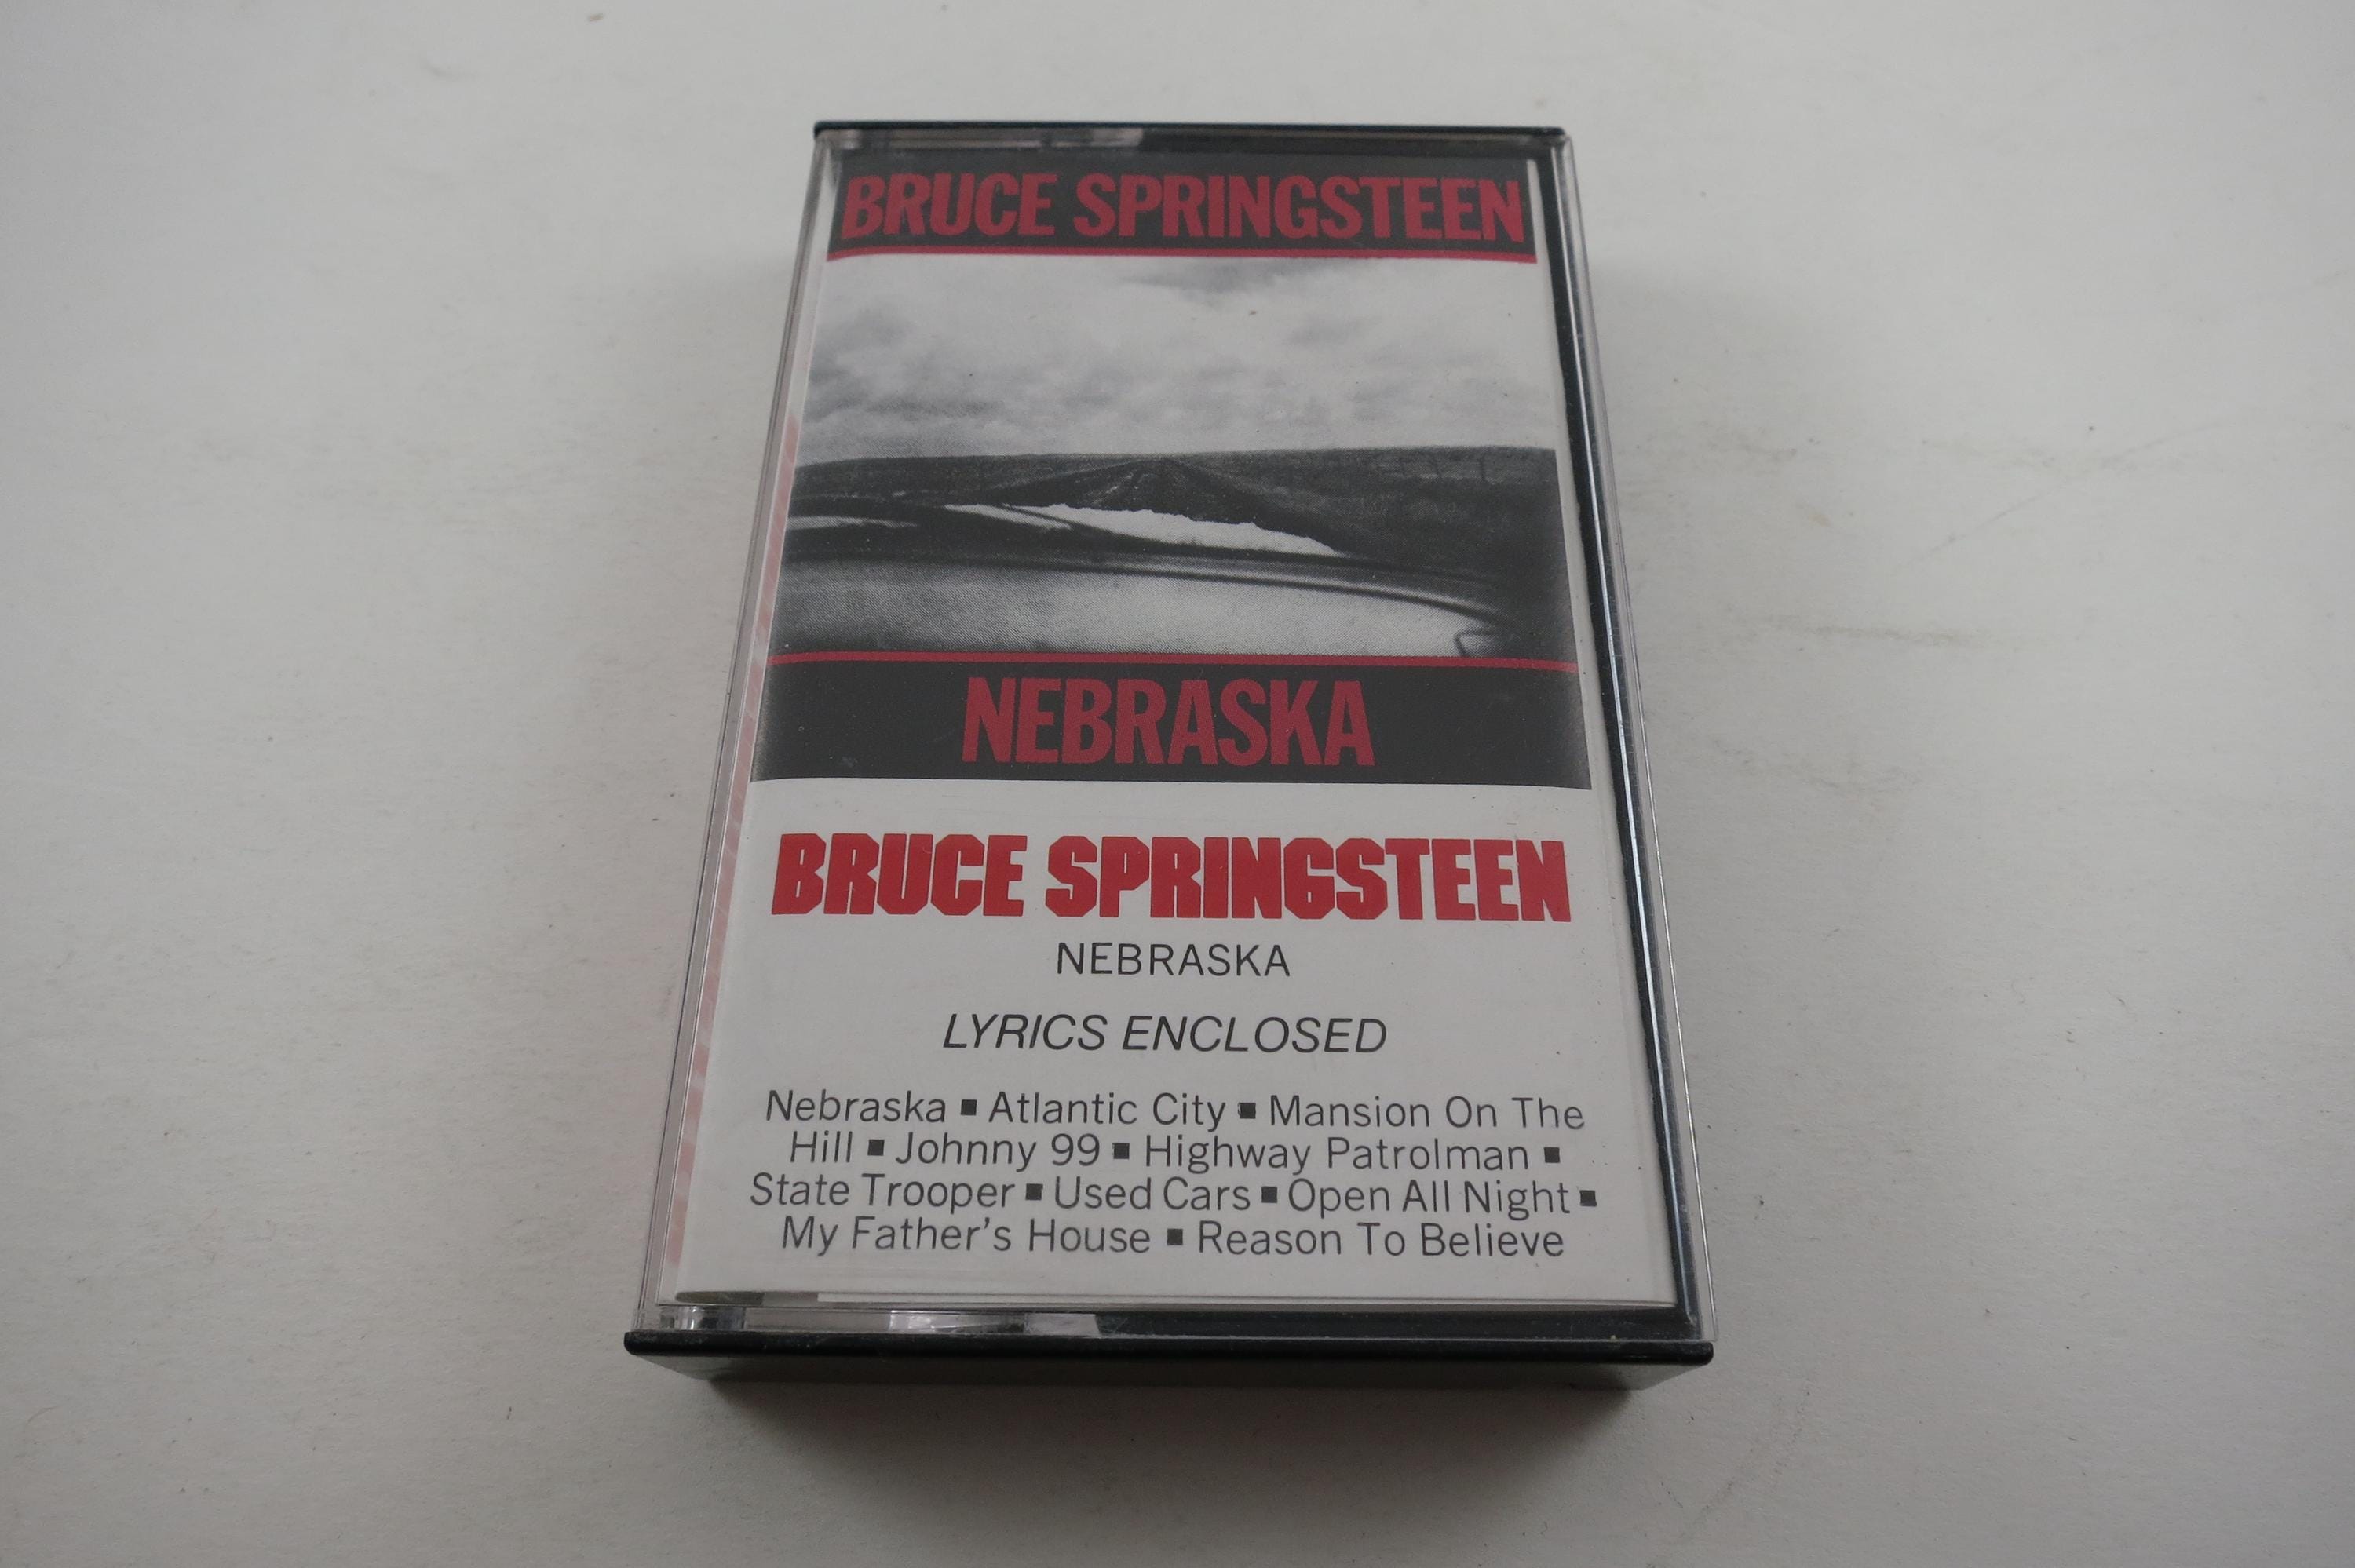 BRUCE SPRINGSTEEN
NEBRASKA
BRUCE SPRINGSTEEN
NEBRASKA
LYRICS ENCLOSED
Nebraska ▪ Atlantic City ▪ Mansion On The
Hill ▪ Johnny 99 ▪ Highway Patrolman ▪
State Trooper ▪ Used Cars ▪ Open All Night ▪
My Father's House ▪ Reason To Believe